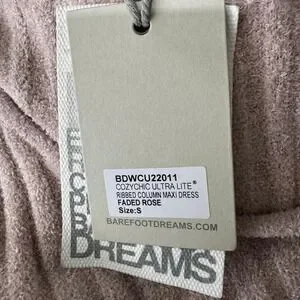 BDWCU22011
COZYCHIC ULTRA LITE®
RIBBED COLUMN MAXI DRESS
FADED ROSE
Size:S
BAREFOOTDREAMS.COM
DREAMS